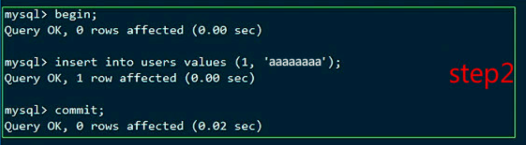 mysql> begin;
Query OK, 0 rows affected (0.00 sec)
mysql> insert into users values (1, 'aaaaaaaa');
Query OK, 1 row affected (0.00 sec)
step2
mysql> commit;
Query OK, 0 rows affected (0.02 sec)